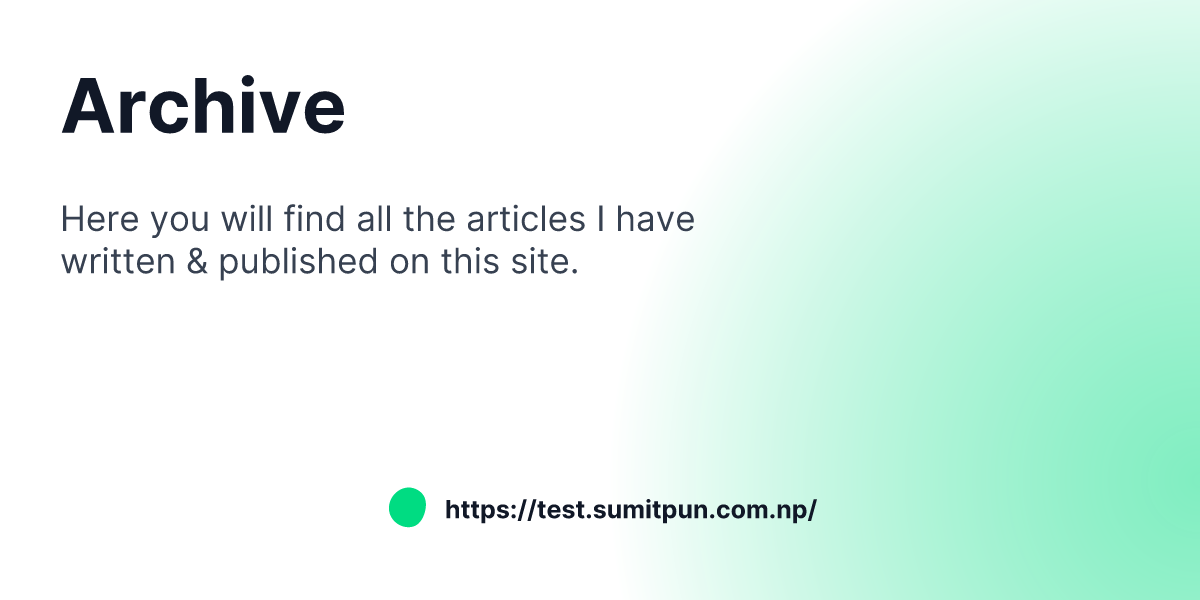 Archive
Here you will find all the articles I have
written & published on this site.
https://test.sumitpun.com.np/